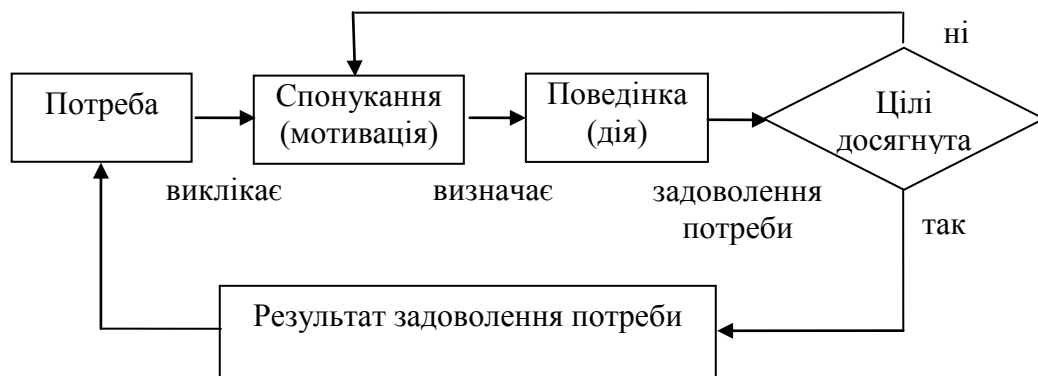 ні
Потреба
Спонукання
(мотивація)
Поведінка
(дія)
Цілі
досягнута
виклікає
визначає
задоволення
потреби
так
Результат задоволення потреби